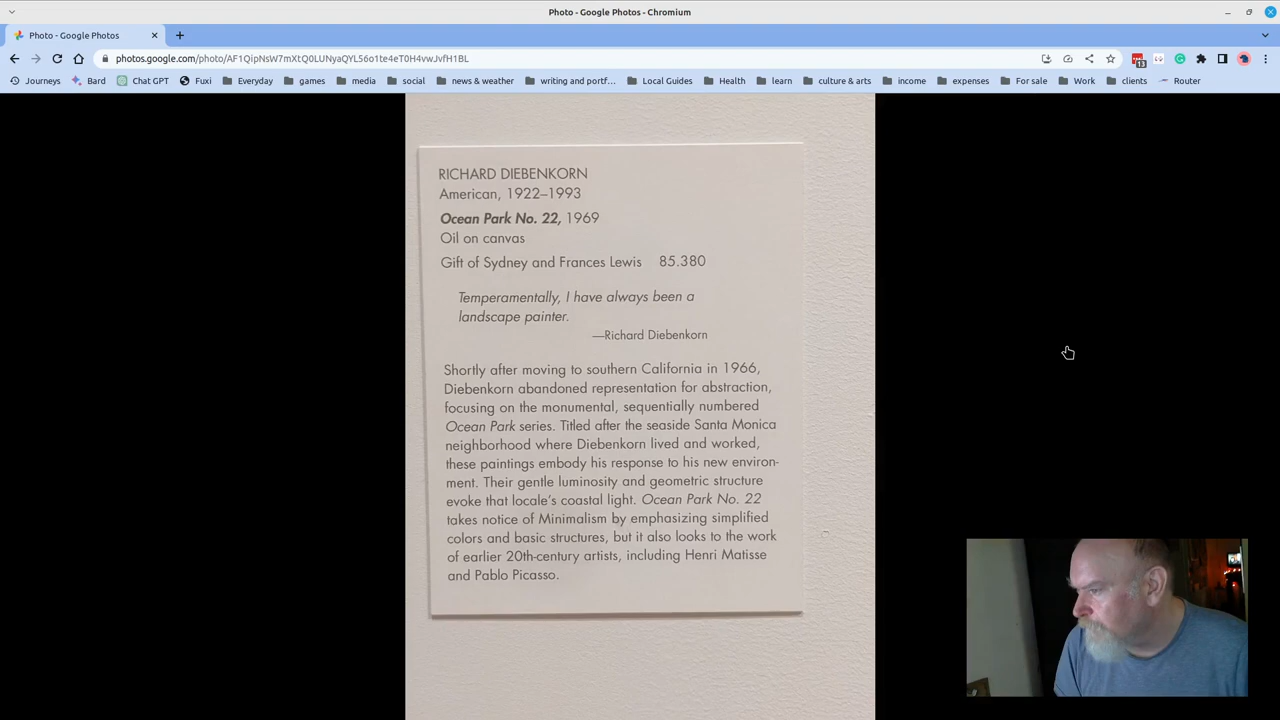 Photo - Google Photos - Chromium
Photo - Google Photos
photos.google.com/photo/AF1QipNsW7mXtQ0LUNyaQYL56o1te4eT0H4vwJvfH1BL
13
Journeys Bard Chat GPT Fuxi Everyday games media social news & weather writing and portf… Local Guides Health learn culture & arts income expenses For sale Work clients Router
RICHARD DIEBENKORN
American, 1922–1993
Ocean Park No. 22, 1969
Oil on canvas
Gift of Sydney and Frances Lewis 85.380
Temperamentally, I have always been a
landscape painter.
—Richard Diebenkorn
Shortly after moving to southern California in 1966,
Diebenkorn abandoned representation for abstraction,
focusing on the monumental, sequentially numbered
Ocean Park series. Titled after the seaside Santa Monica
neighborhood where Diebenkorn lived and worked,
these paintings embody his response to his new environ-
ment. Their gentle luminosity and geometric structure
evoke that locale's coastal light. Ocean Park No. 22
takes notice of Minimalism by emphasizing simplified
colors and basic structures, but it also looks to the work
of earlier 20th-century artists, including Henri Matisse
and Pablo Picasso.